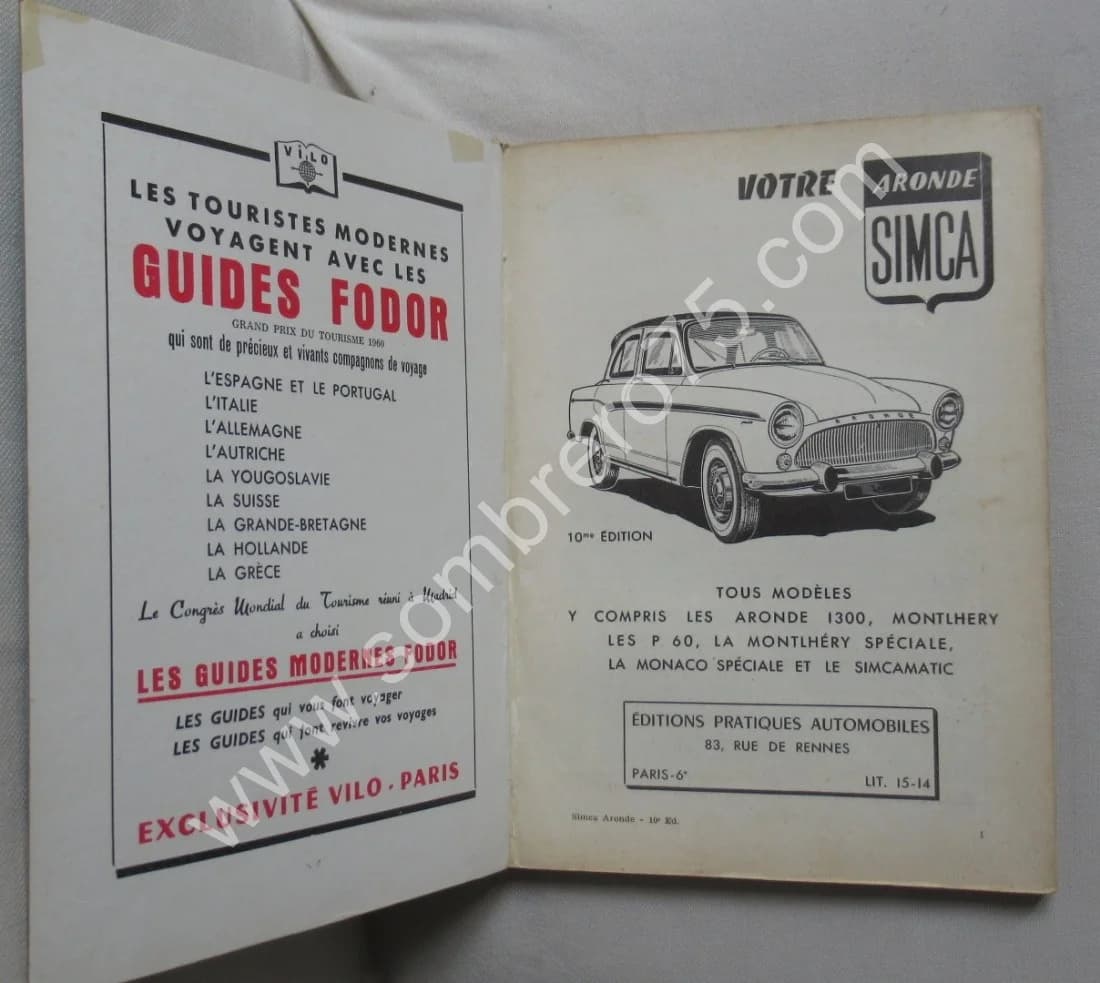 ViLO
LES TOURISTES MODERNES
VOYAGENT AVEC LES
GUIDES FODOR
GRAND PRIX DU TOURISME 1960
qui sont de précieux et vivants compagnons de voyage
L'ESPAGNE ET LE PORTUGAL
L'ITALIE
L'ALLEMAGNE
L'AUTRICHE
LA YOUGOSLAVIE
LA SUISSE
LA GRANDE-BRETAGNE
LA HOLLANDE
LA GRÈCE
Le Congrès Mondial du Tourisme réuni à Madrid
a choisi
LES GUIDES MODERNES FODOR
LES GUIDES qui vous font voyager
LES GUIDES qui font revivre vos voyages
*
EXCLUSIVITÉ VILO - PARIS
VOTRE ARONDE
SIMCA
ARONDE
10me ÉDITION
TOUS MODÈLES
Y COMPRIS LES ARONDE 1300, MONTLHERY
LES P 60, LA MONTLHÉRY SPÉCIALE,
LA MONACO SPÉCIALE ET LE SIMCAMATIC
ÉDITIONS PRATIQUES AUTOMOBILES
83, RUE DE RENNES
PARIS-6e LIT. 15-14
Simca Aronde - 10e Ed.
1
www.sombrero75.com